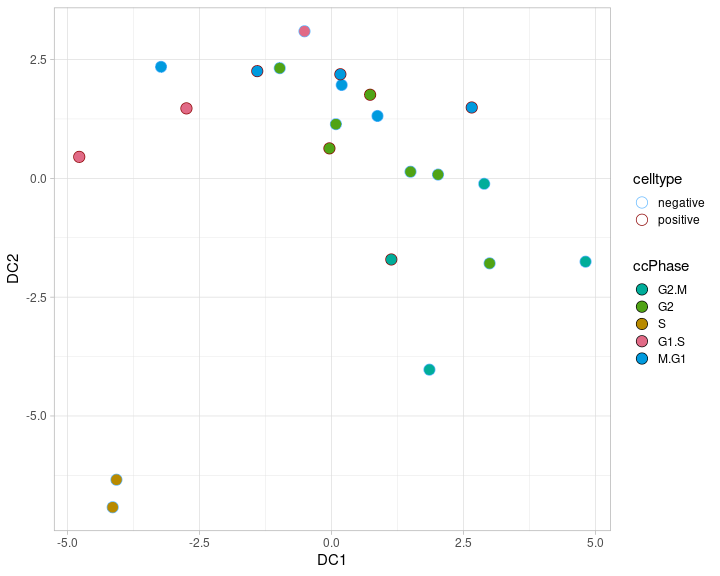 2.5
0.0
-2.5
-5.0
DC2
-5.0 -2.5 0.0 2.5 5.0
DC1
celltype
negative
positive
ccPhase
G2.M
G2
S
G1.S
M.G1